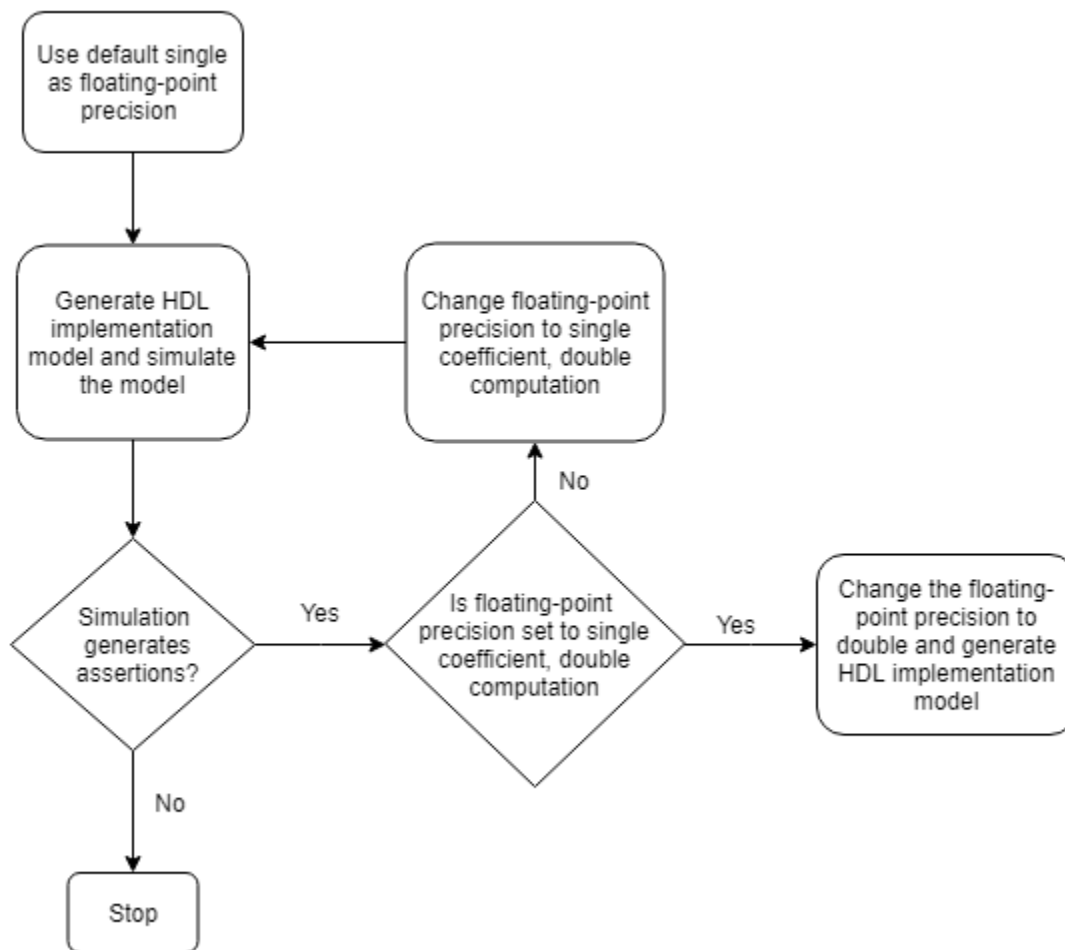 Use default single
as floating-point
precision
Generate HDL
implementation
model and simulate
the model
Change floating-point
precision to single
coefficient, double
computation
No
Simulation
generates
assertions?
Yes
Is floating-point
precision set to single
coefficient, double
computation
Yes
Change the floating-
point precision to
double and generate
HDL implementation
model
No
Stop